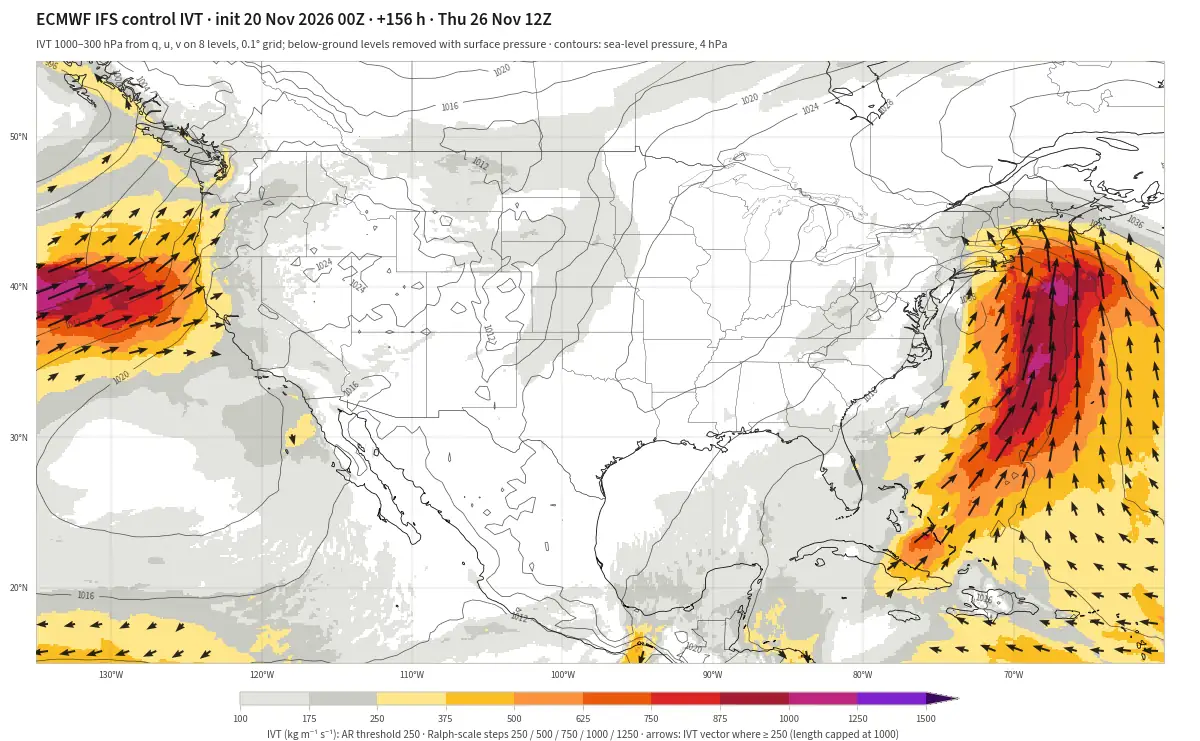 ECMWF IFS control IVT · init 20 Nov 2026 00Z · +156 h · Thu 26 Nov 12Z
IVT 1000–300 hPa from q, u, v on 8 levels, 0.1° grid; below-ground levels removed with surface pressure · contours: sea-level pressure, 4 hPa
1020
1016
1020
1024
1028
50°N
1012
1036
1024
1024
40°N
1012
1020
1016
30°N
20°N
1016
1016
1012
1020
130°W
120°W
110°W
100°W
90°W
80°W
70°W
100
175
250
375
500
625
750
875
1000
1250
1500
IVT (kg m⁻¹ s⁻¹): AR threshold 250 · Ralph-scale steps 250 / 500 / 750 / 1000 / 1250 · arrows: IVT vector where ≥ 250 (length capped at 1000)